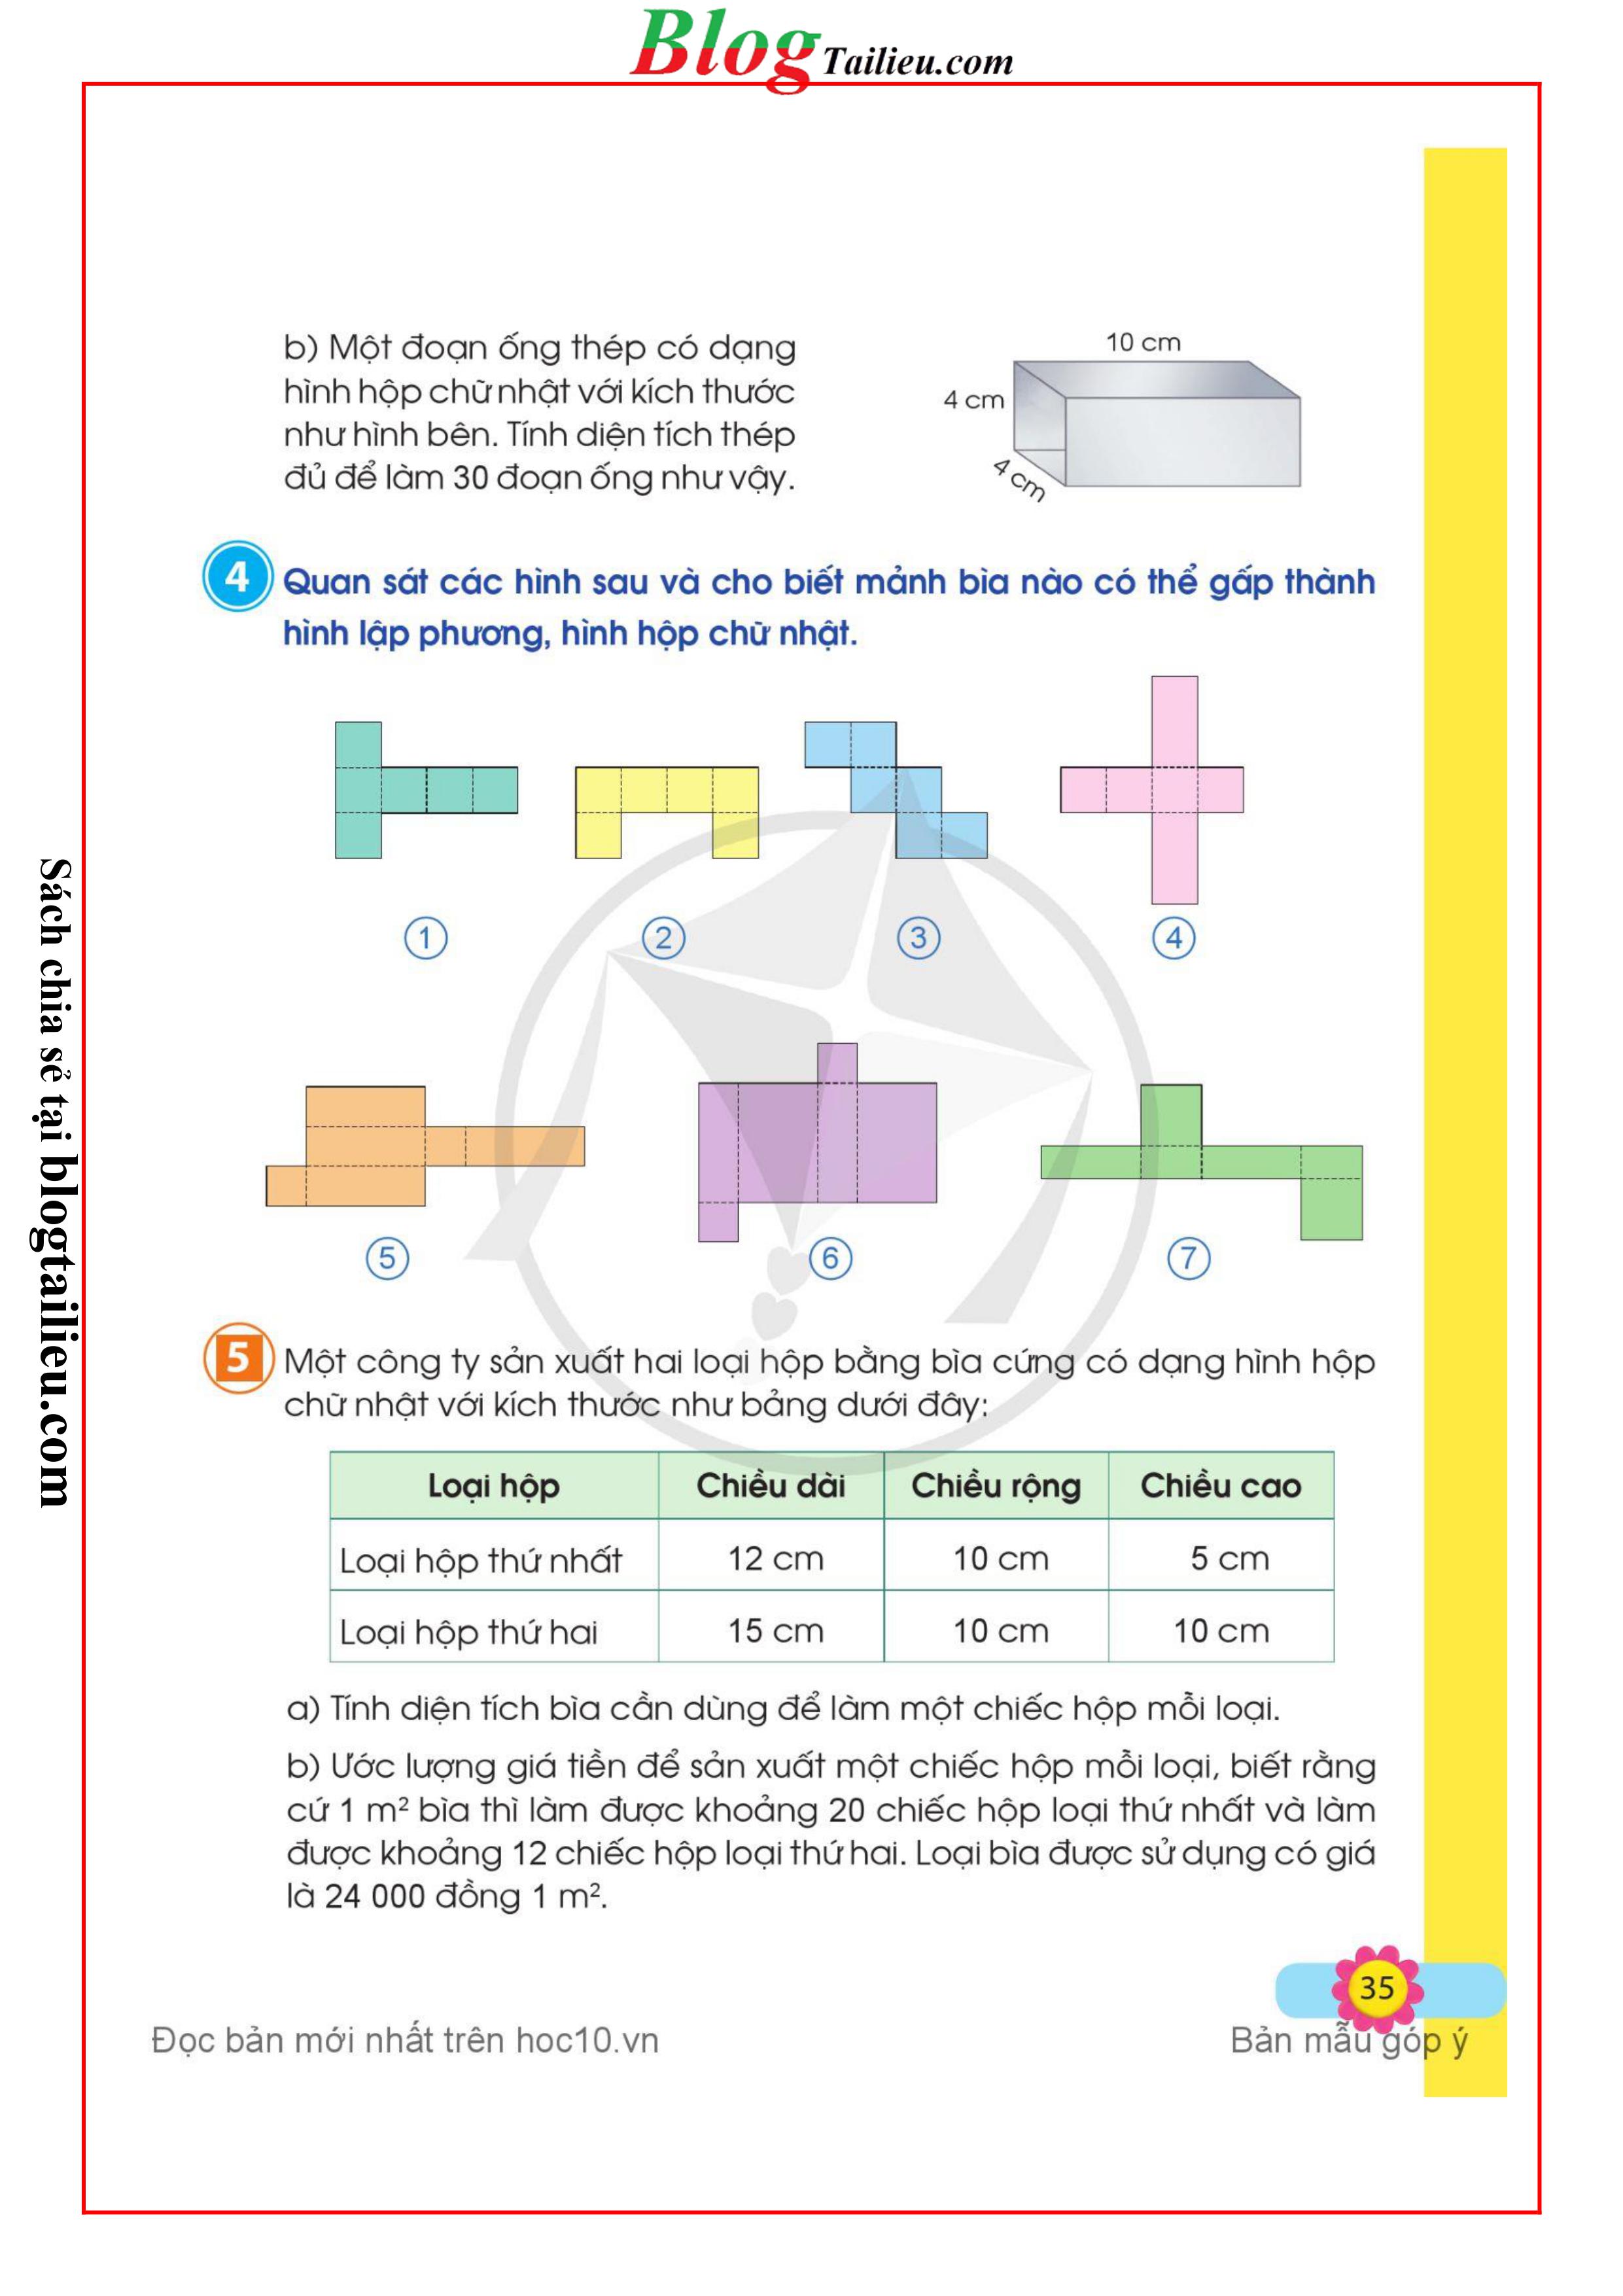 Blog Tailieu.com
b) Một đoạn ống thép có dạng
hình hộp chữ nhật với kích thước
như hình bên. Tính diện tích thép
đủ để làm 30 đoạn ống như vậy.
10 cm
4 cm
4 cm
4 Quan sát các hình sau và cho biết mảnh bìa nào có thể gấp thành
hình lập phương, hình hộp chữ nhật.
1 2 3 4
5 6 7
5 Một công ty sản xuất hai loại hộp bằng bìa cứng có dạng hình hộp
chữ nhật với kích thước như bảng dưới đây:
Loại hộp Chiều dài Chiều rộng Chiều cao
Loại hộp thứ nhất 12 cm 10 cm 5 cm
Loại hộp thứ hai 15 cm 10 cm 10 cm
a) Tính diện tích bìa cần dùng để làm một chiếc hộp mỗi loại.
b) Ước lượng giá tiền để sản xuất một chiếc hộp mỗi loại, biết rằng
cứ 1 m² bìa thì làm được khoảng 20 chiếc hộp loại thứ nhất và làm
được khoảng 12 chiếc hộp loại thứ hai. Loại bìa được sử dụng có giá
là 24 000 đồng 1 m².
35
Đọc bản mới nhất trên hoc10.vn
Bản mẫu góp ý
Sách chia sẻ tại blogtailieu.com